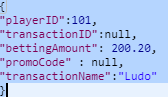 {
"playerID":101,
"transactionID":null,
"bettingAmount": 200.20,
"promoCode" : null,
"transactionName":"Ludo"
}